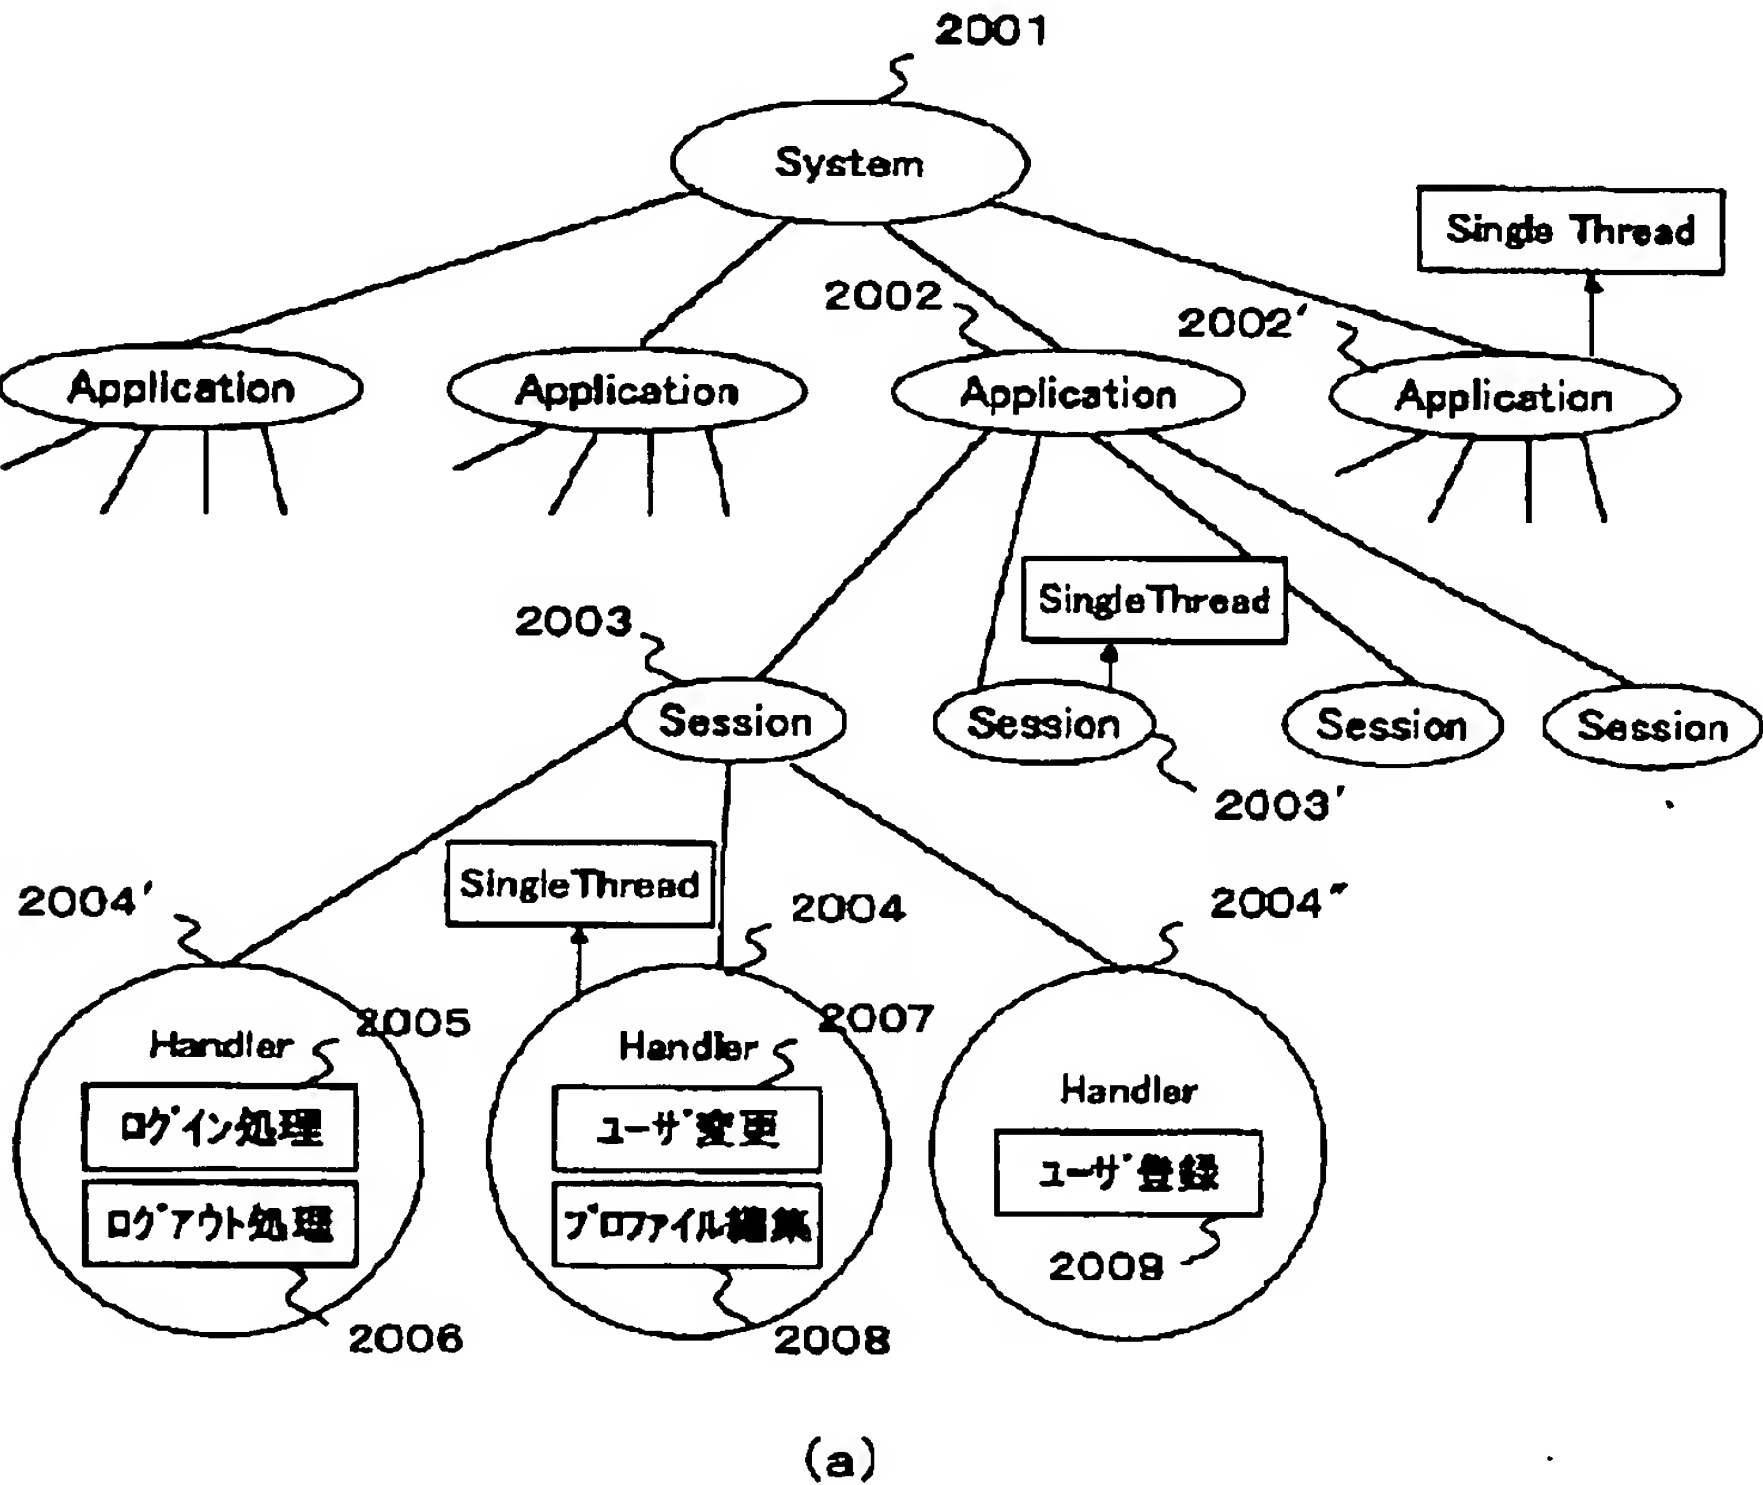 2001
System
Single Thread
2002
2002'
Application
Application
Application
Application
SingleThread
2003
Session
Session
Session
Session
2003'
SingleThread
2004'
2004
2004"
Handler
2005
Handler
2007
Handler
ログイン処理
ユーザ変更
ユーザ登録
ログアウト処理
プロファイル編集
2009
2006
2008
(a)